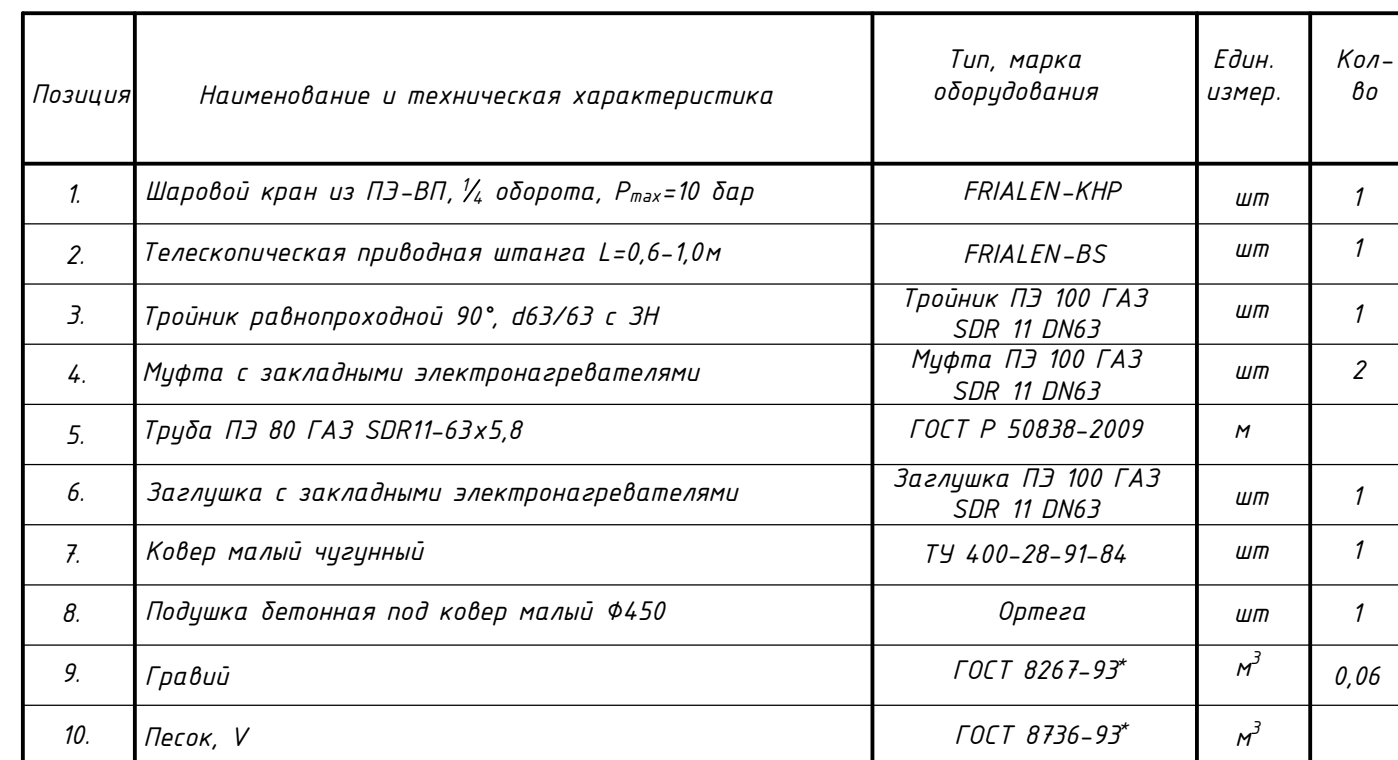 Позиция Наименование и техническая характеристика Тип, марка оборудования Един. измер. Кол-во
1. Шаровой кран из ПЭ-ВП, 1/4 оборота, Pmax=10 бар FRIALEN-KHP шт 1
2. Телескопическая приводная штанга L=0,6-1,0м FRIALEN-BS шт 1
3. Тройник равнопроходной 90°, d63/63 с ЗН Тройник ПЭ 100 ГАЗ SDR 11 DN63 шт 1
4. Муфта с закладными электронагревателями Муфта ПЭ 100 ГАЗ SDR 11 DN63 шт 2
5. Труба ПЭ 80 ГАЗ SDR11-63x5,8 ГОСТ Р 50838-2009 м
6. Заглушка с закладными электронагревателями Заглушка ПЭ 100 ГАЗ SDR 11 DN63 шт 1
7. Ковер малый чугунный ТУ 400-28-91-84 шт 1
8. Подушка бетонная под ковер малый Ф450 Ортега шт 1
9. Гравий ГОСТ 8267-93* м³ 0,06
10. Песок, V ГОСТ 8736-93* м³